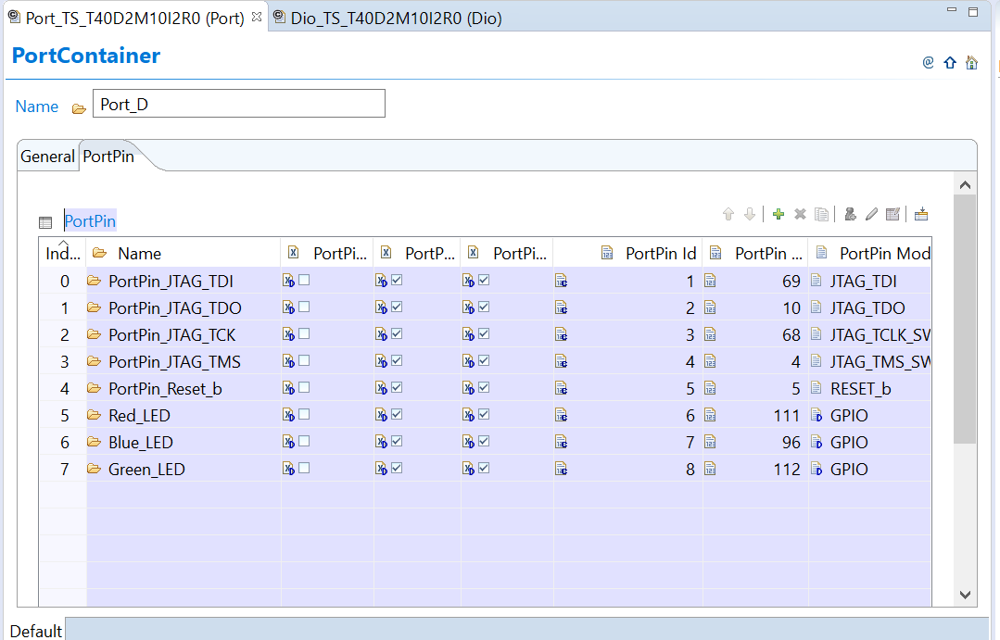 Port_TS_T40D2M10I2R0 (Port) Dio_TS_T40D2M10I2R0 (Dio)
PortContainer
Name Port_D
General PortPin
PortPin
Ind... Name PortPi... PortP... PortPi... PortPin Id PortPin ... PortPin Mod
0 PortPin_JTAG_TDI 1 69 JTAG_TDI
1 PortPin_JTAG_TDO 2 10 JTAG_TDO
2 PortPin_JTAG_TCK 3 68 JTAG_TCLK_SW
3 PortPin_JTAG_TMS 4 4 JTAG_TMS_SW
4 PortPin_Reset_b 5 5 RESET_b
5 Red_LED 6 111 GPIO
6 Blue_LED 7 96 GPIO
7 Green_LED 8 112 GPIO
Default